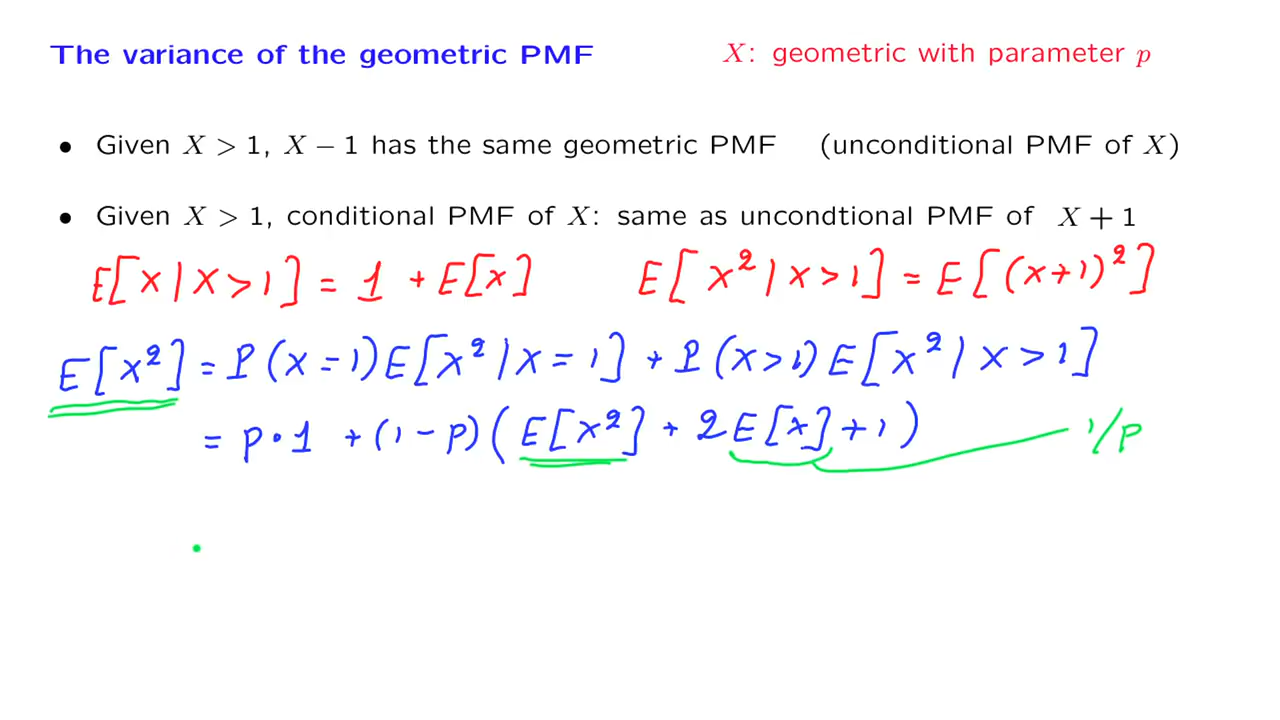 The variance of the geometric PMF X: geometric with parameter p
• Given X > 1, X − 1 has the same geometric PMF (unconditional PMF of X)
• Given X > 1, conditional PMF of X: same as uncondtional PMF of X + 1
E[X | X > 1] = 1 + E[X] E[X² | X > 1] = E[(X+1)²]
E[X²] = P(X = 1) E[X² | X = 1] + P(X > 1) E[X² | X > 1]
= p · 1 + (1 − p) (E[X²] + 2E[X] + 1) 1/p